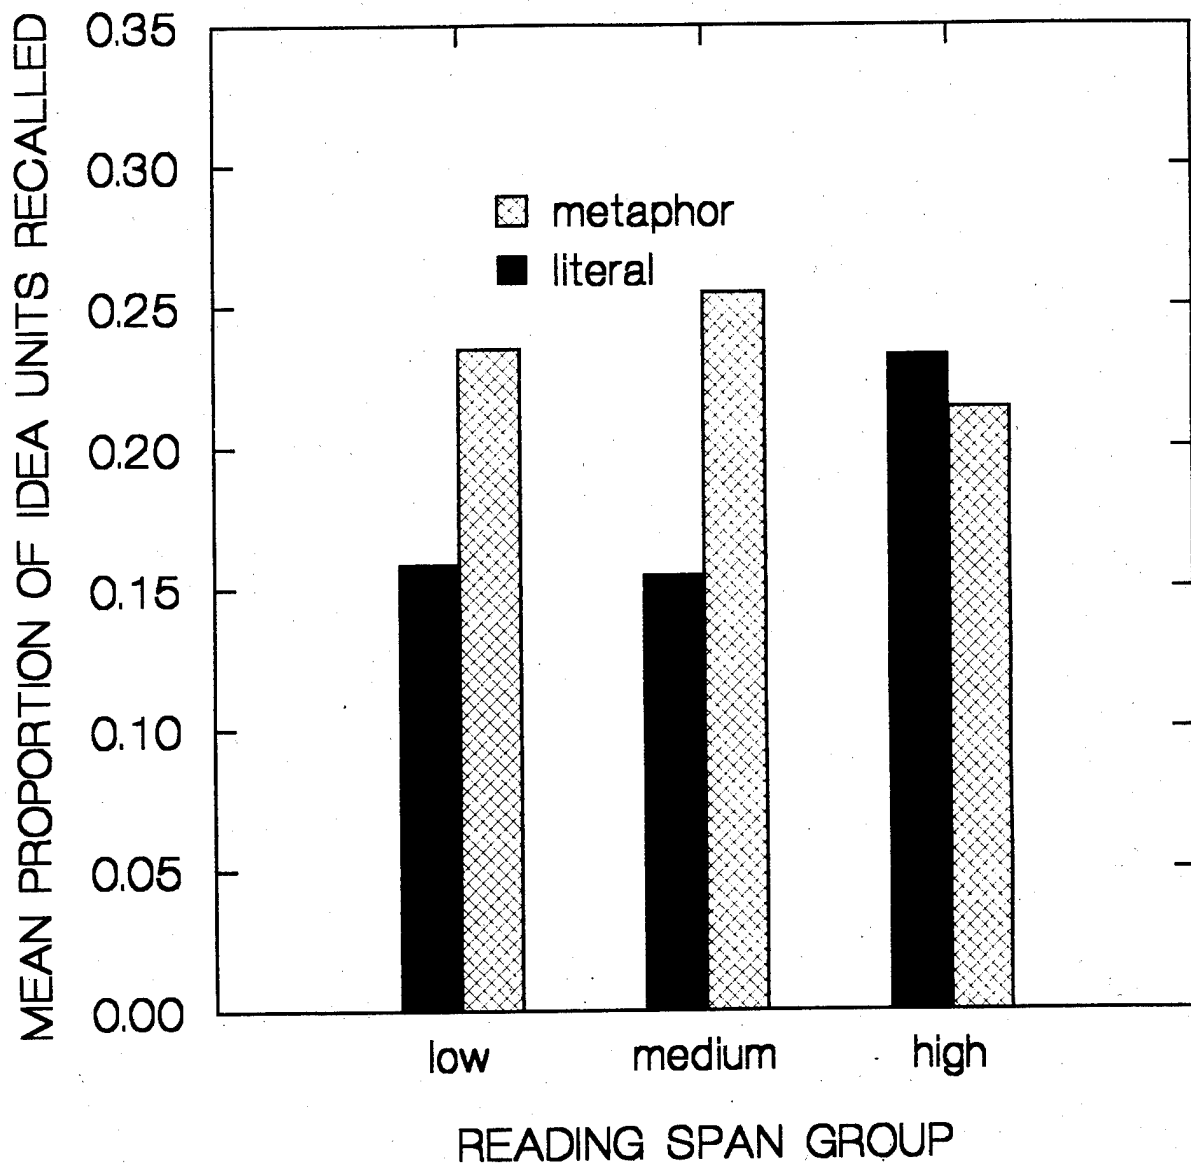 MEAN PROPORTION OF IDEA UNITS RECALLED
0.35
0.30
0.25
0.20
0.15
0.10
0.05
0.00
metaphor
literal
low medium high
READING SPAN GROUP